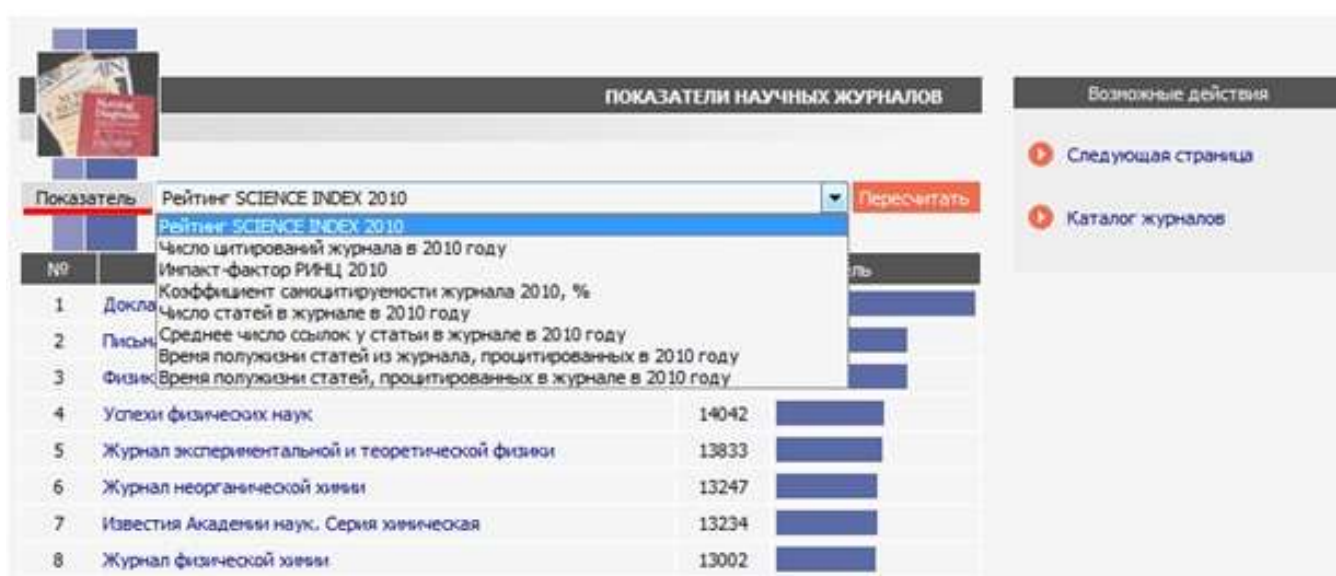 ПОКАЗАТЕЛИ НАУЧНЫХ ЖУРНАЛОВ
Возможные действия
Следующая страница
Каталог журналов
Показатель Рейтинг SCIENCE INDEX 2010 Пересчитать
Рейтинг SCIENCE INDEX 2010
Число цитирований журнала в 2010 году
Импакт-фактор РИНЦ 2010
Коэффициент самоцитируемости журнала 2010, %
Число статей в журнале в 2010 году
Среднее число ссылок у статьи в журнале в 2010 году
Время полужизни статей из журнала, процитированных в 2010 году
Время полужизни статей, процитированных в журнале в 2010 году
№ ль
1 Докла
2 Письм
3 Физик
4 Успехи физических наук 14042
5 Журнал экспериментальной и теоретической физики 13833
6 Журнал неорганической химии 13247
7 Известия Академии наук. Серия химическая 13234
8 Журнал физической химии 13002